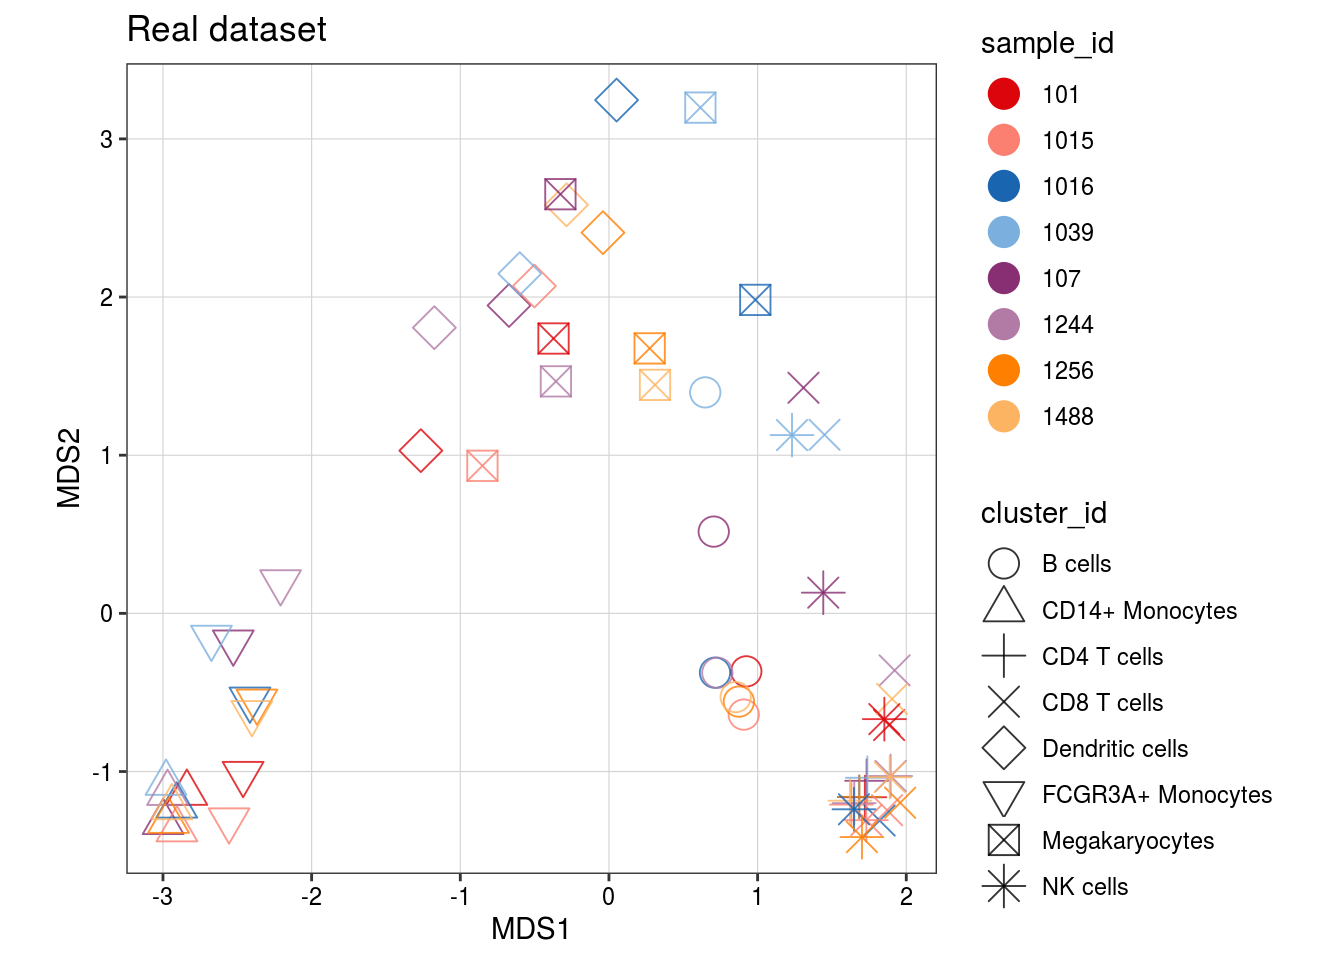 Real dataset
3
2
1
0
-1
MDS2
-3
-2
-1
0
1
2
MDS1
sample_id
101
1015
1016
1039
107
1244
1256
1488
cluster_id
B cells
CD14+ Monocytes
CD4 T cells
CD8 T cells
Dendritic cells
FCGR3A+ Monocytes
Megakaryocytes
NK cells